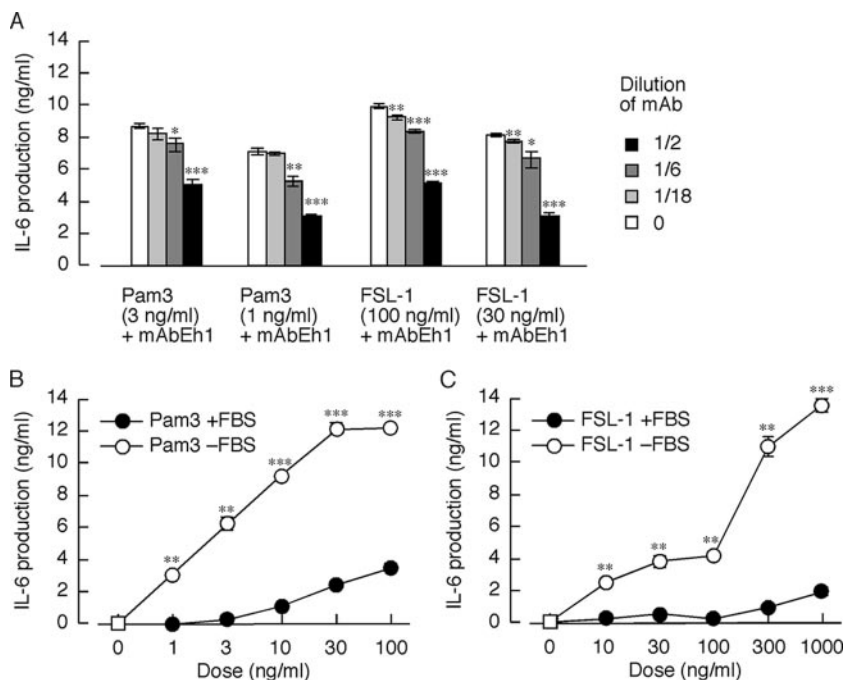 A
IL-6 production (ng/ml)
14
12
10
8
6
4
2
0
*
***
**
***
**
***
***
**
*
***
Pam3
(3 ng/ml)
+ mAbEh1
Pam3
(1 ng/ml)
+ mAbEh1
FSL-1
(100 ng/ml)
+ mAbEh1
FSL-1
(30 ng/ml)
+ mAbEh1
Dilution
of mAb
1/2
1/6
1/18
0
B
IL-6 production (ng/ml)
14
12
10
8
6
4
2
0
Pam3 +FBS
Pam3 –FBS
**
**
***
***
***
0 1 3 10 30 100
Dose (ng/ml)
C
IL-6 production (ng/ml)
14
12
10
8
6
4
2
0
FSL-1 +FBS
FSL-1 –FBS
**
**
**
**
***
0 10 30 100 300 1000
Dose (ng/ml)